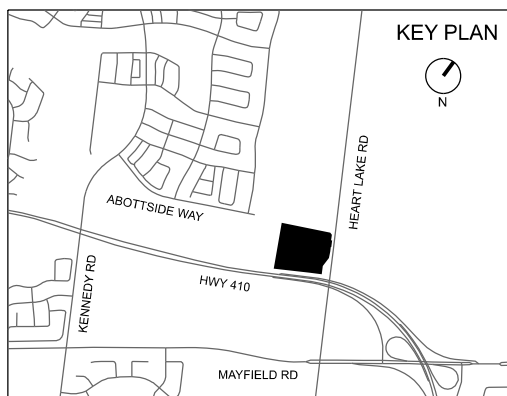 KEY PLAN
N
HEART LAKE RD
ABOTTSIDE WAY
HWY 410
KENNEDY RD
MAYFIELD RD